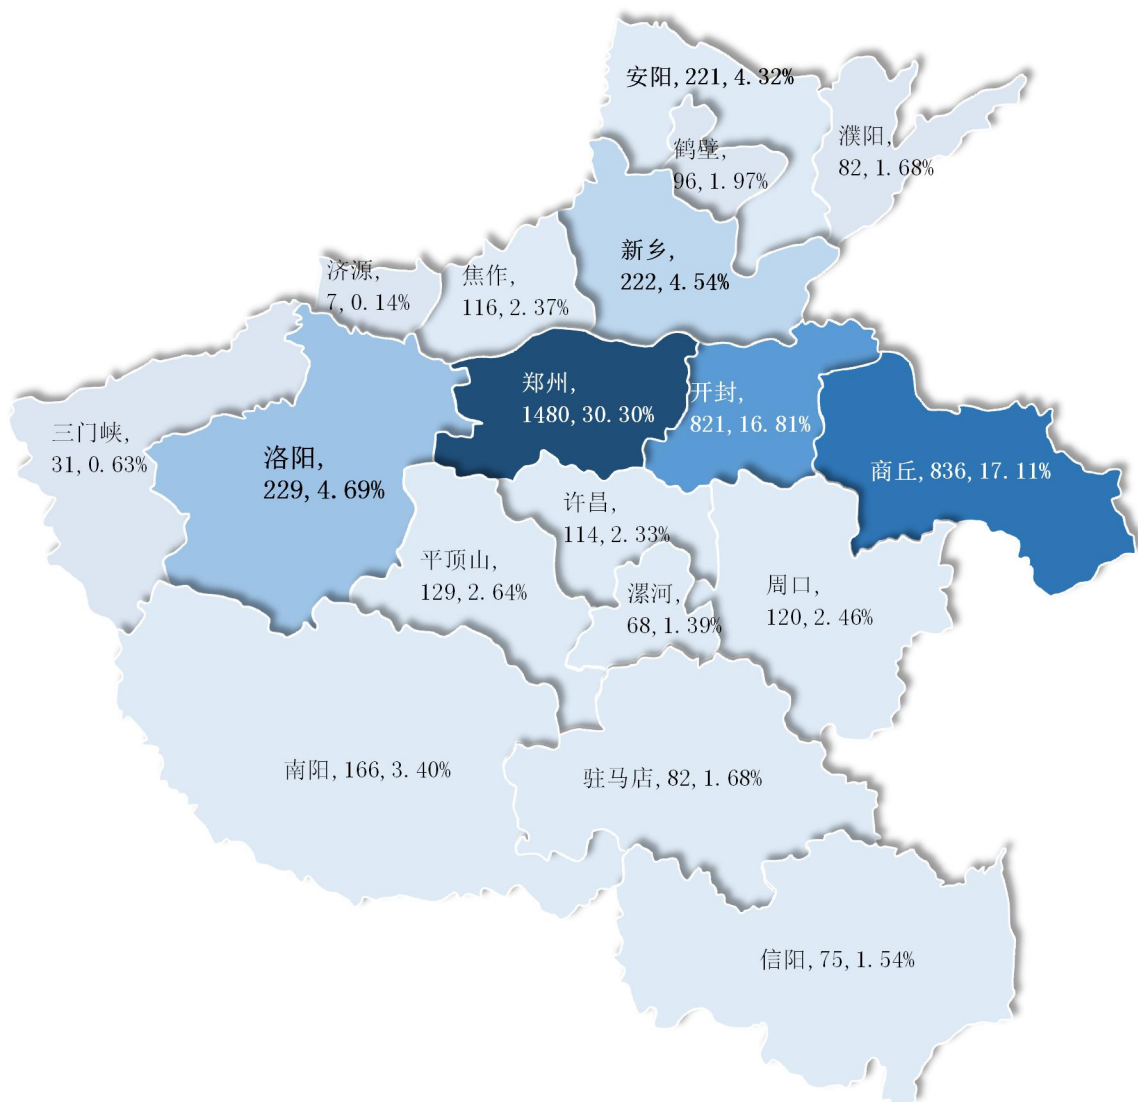 安阳, 221, 4.32%
濮阳,
82, 1.68%
鹤壁,
96, 1.97%
新乡,
222, 4.54%
济源,
7, 0.14%
焦作,
116, 2.37%
郑州,
1480, 30.30%
开封,
821, 16.81%
三门峡,
31, 0.63%
洛阳,
229, 4.69%
商丘, 836, 17.11%
许昌,
114, 2.33%
平顶山,
129, 2.64%
漯河,
68, 1.39%
周口,
120, 2.46%
南阳, 166, 3.40%
驻马店, 82, 1.68%
信阳, 75, 1.54%